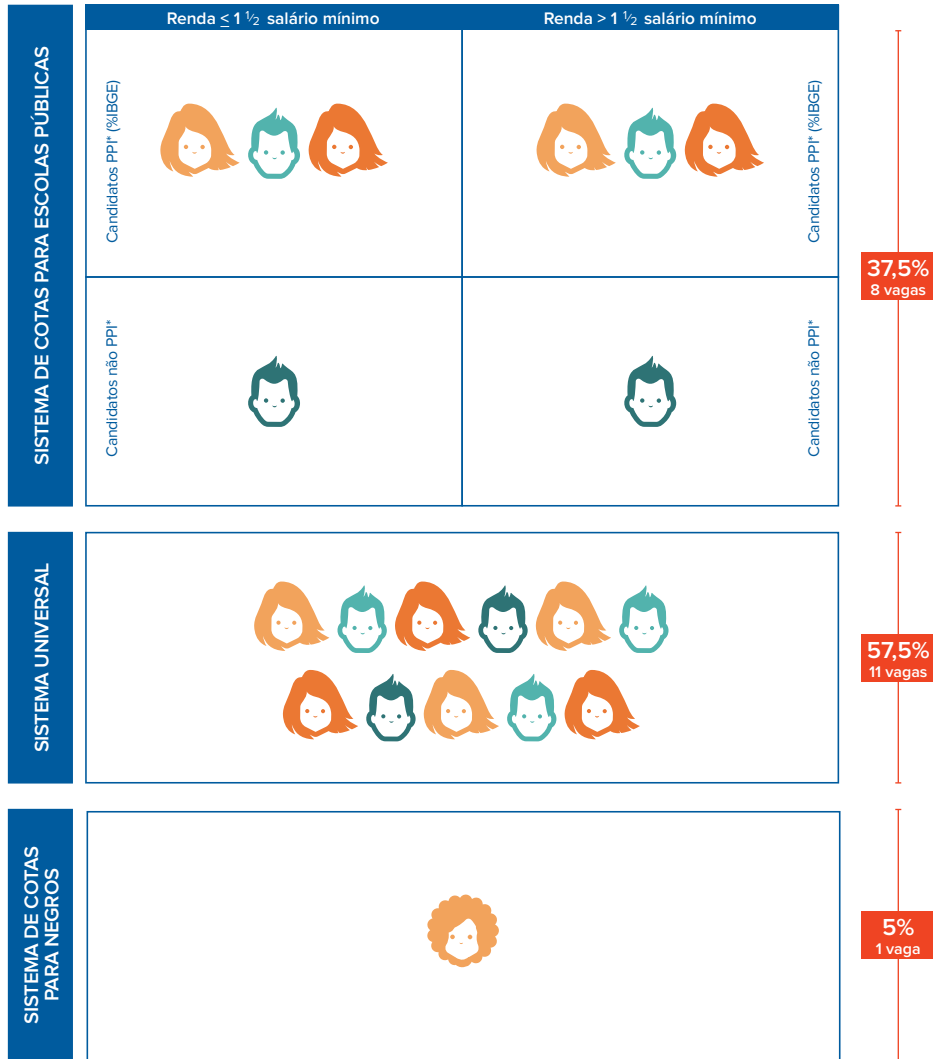 SISTEMA DE COTAS PARA ESCOLAS PÚBLICAS
Renda ≤ 1 ½ salário mínimo
Renda > 1 ½ salário mínimo
Candidatos PPI* (%IBGE)
Candidatos PPI* (%IBGE)
Candidatos não PPI*
Candidatos não PPI*
37,5%
8 vagas
SISTEMA UNIVERSAL
57,5%
11 vagas
SISTEMA DE COTAS
PARA NEGROS
5%
1 vaga